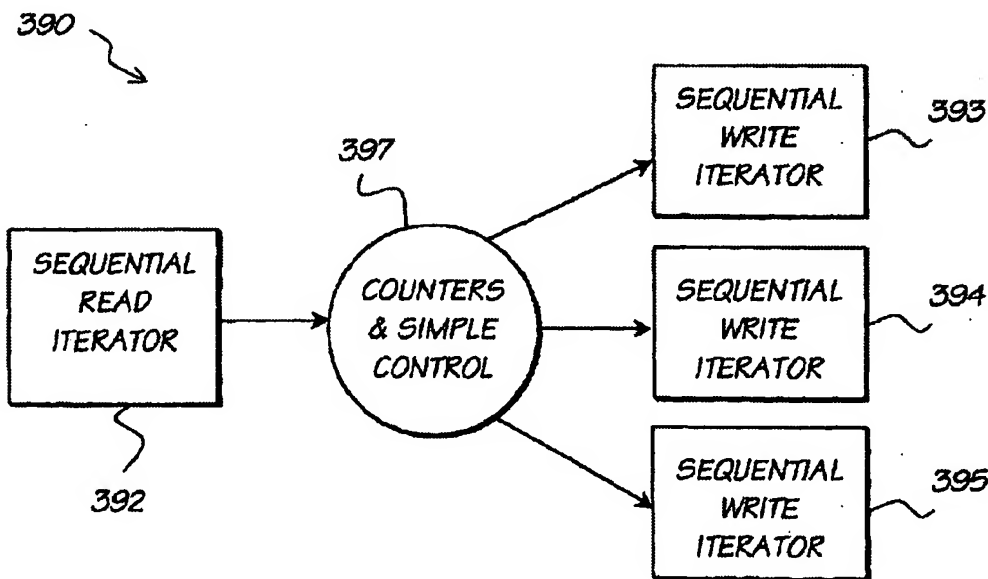 390
397
SEQUENTIAL
READ
ITERATOR
392
COUNTERS
& SIMPLE
CONTROL
SEQUENTIAL
WRITE
ITERATOR
393
SEQUENTIAL
WRITE
ITERATOR
394
SEQUENTIAL
WRITE
ITERATOR
395